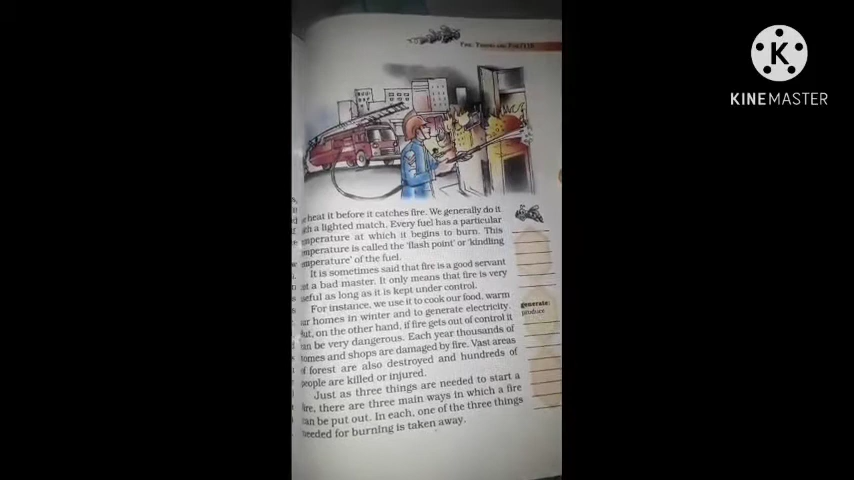 KINEMASTER
FIRE: FRIEND AND FOE/119
heat it before it catches fire. We generally do it
a lighted match. Every fuel has a particular
temperature at which it begins to burn. This
temperature is called the 'flash point' or 'kindling
temperature' of the fuel.
It is sometimes said that fire is a good servant
a bad master. It only means that fire is very
useful as long as it is kept under control.
For instance, we use it to cook our food, warm
our homes in winter and to generate electricity.
But, on the other hand, if fire gets out of control it
can be very dangerous. Each year thousands of
homes and shops are damaged by fire. Vast areas
of forest are also destroyed and hundreds of
people are killed or injured.
Just as three things are needed to start a
fire, there are three main ways in which a fire
can be put out. In each, one of the three things
needed for burning is taken away.
generate:
produce